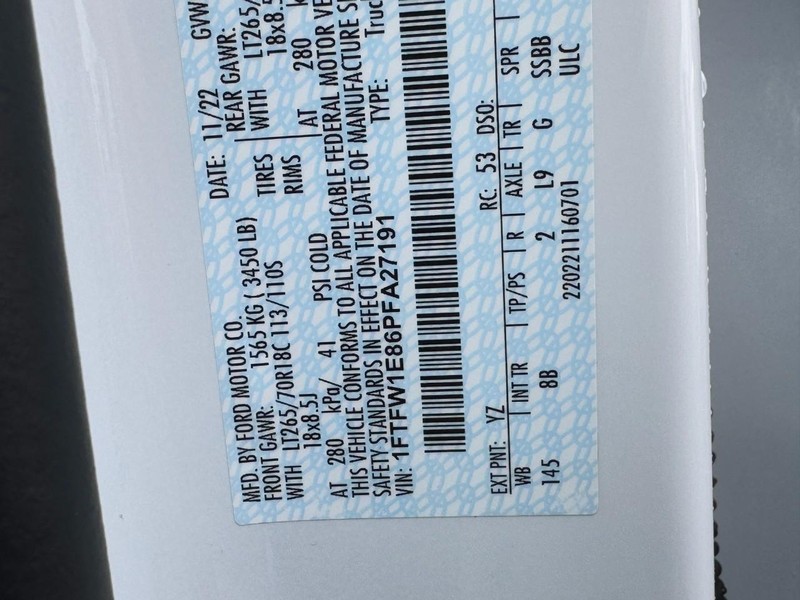 MFD. BY FORD MOTOR CO.
DATE: 11/22 GVW
FRONT GAWR: 1565 KG ( 3450 LB) REAR GAWR:
WITH LT265/70R18C 113/110S TIRES WITH LT265/
18x8.5J RIMS 18x8.5
AT 280 kPa/ 41 PSI COLD AT 280 k
THIS VEHICLE CONFORMS TO ALL APPLICABLE FEDERAL MOTOR VE
SAFETY STANDARDS IN EFFECT ON THE DATE OF MANUFACTURE S
VIN: 1FTFW1E86PFA27191 TYPE: Truc
EXT PNT: YZ RC: 53 DSO:
WB INT TR TP/PS R AXLE TR SPR
145 8B 2 L9 G SSBB
2202211160701 ULC